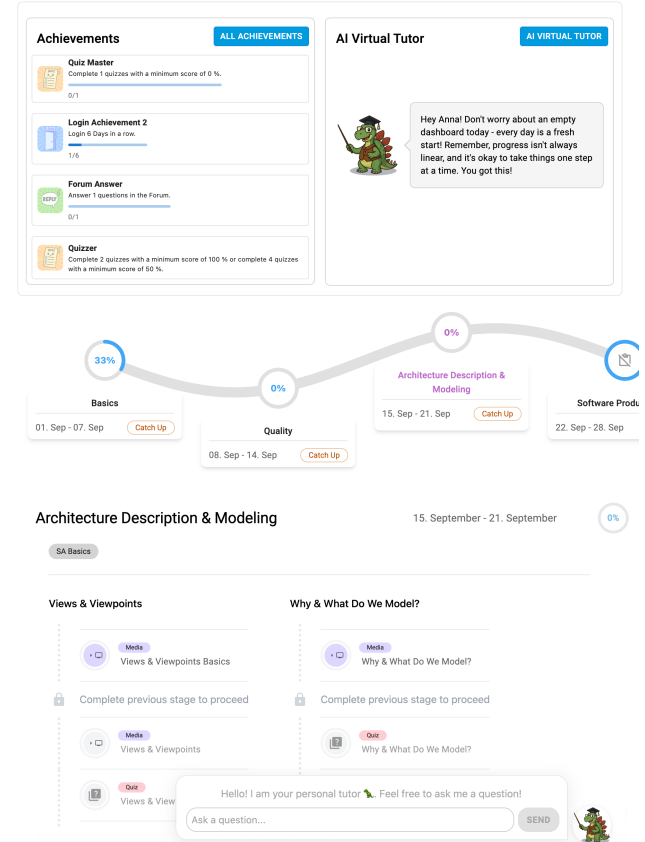 Achievements
ALL ACHIEVEMENTS
Quiz Master
Complete 1 quizzes with a minimum score of 0 %.
0/1
Login Achievement 2
Login 6 Days in a row.
1/6
REPLY
Forum Answer
Answer 1 questions in the Forum.
0/1
Quizzer
Complete 2 quizzes with a minimum score of 100 % or complete 4 quizzes
with a minimum score of 50 %.
AI Virtual Tutor
AI VIRTUAL TUTOR
Hey Anna! Don't worry about an empty
dashboard today - every day is a fresh
start! Remember, progress isn't always
linear, and it's okay to take things one step
at a time. You got this!
33%
Basics
01. Sep - 07. Sep
Catch Up
0%
Quality
08. Sep - 14. Sep
Catch Up
0%
Architecture Description &
Modeling
15. Sep - 21. Sep
Catch Up
Software Produ
22. Sep - 28. Sep
Architecture Description & Modeling
15. September - 21. September
0%
SA Basics
Views & Viewpoints
Media
Views & Viewpoints Basics
Complete previous stage to proceed
Media
Views & Viewpoints
Quiz
Views & View
Why & What Do We Model?
Media
Why & What Do We Model?
Complete previous stage to proceed
Quiz
Why & What Do We Model?
Hello! I am your personal tutor 🦖. Feel free to ask me a question!
Ask a question...
SEND